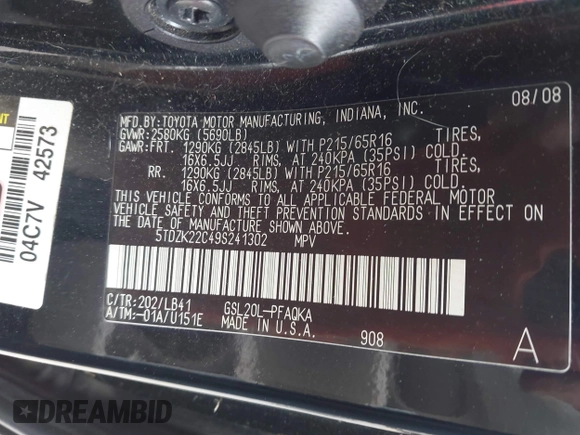 MFD.BY:TOYOTA MOTOR MANUFACTURING, INDIANA, INC. 08/08
GVWR:2580KG (5690LB)
GAWR:FRT. 1290KG (2845LB) WITH P215/65R16 TIRES,
16X6.5JJ RIMS, AT 240KPA (35PSI) COLD.
RR. 1290KG (2845LB) WITH P215/65R16 TIRES,
16X6.5JJ RIMS, AT 240KPA (35PSI) COLD.
THIS VEHICLE CONFORMS TO ALL APPLICABLE FEDERAL MOTOR
VEHICLE SAFETY AND THEFT PREVENTION STANDARDS IN EFFECT ON
THE DATE OF MANUFACTURE SHOWN ABOVE.
5TDZK22C49S241302 MPV
C/TR:202/LB41 GSL20L-PFAQKA
A/TM:-01A/U151E MADE IN U.S.A. 908 A
04C7V 42573
DREAMBID